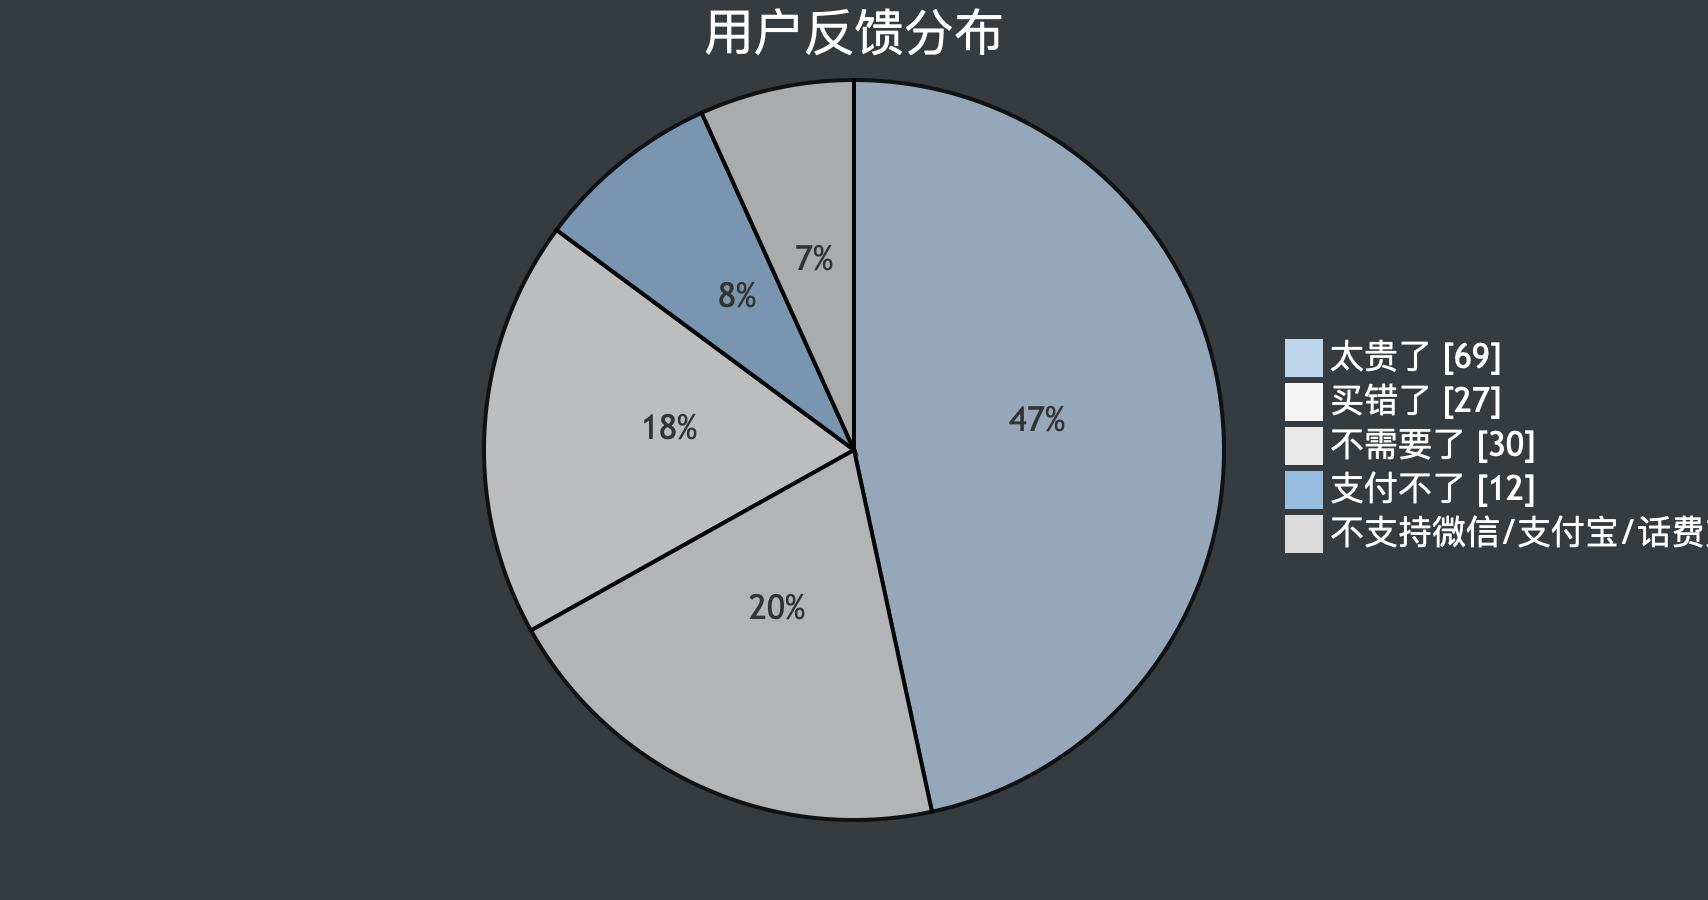 用户反馈分布
7%
8%
47%
18%
20%
太贵了 [69]
买错了 [27]
不需要了 [30]
支付不了 [12]
不支持微信/支付宝/话费